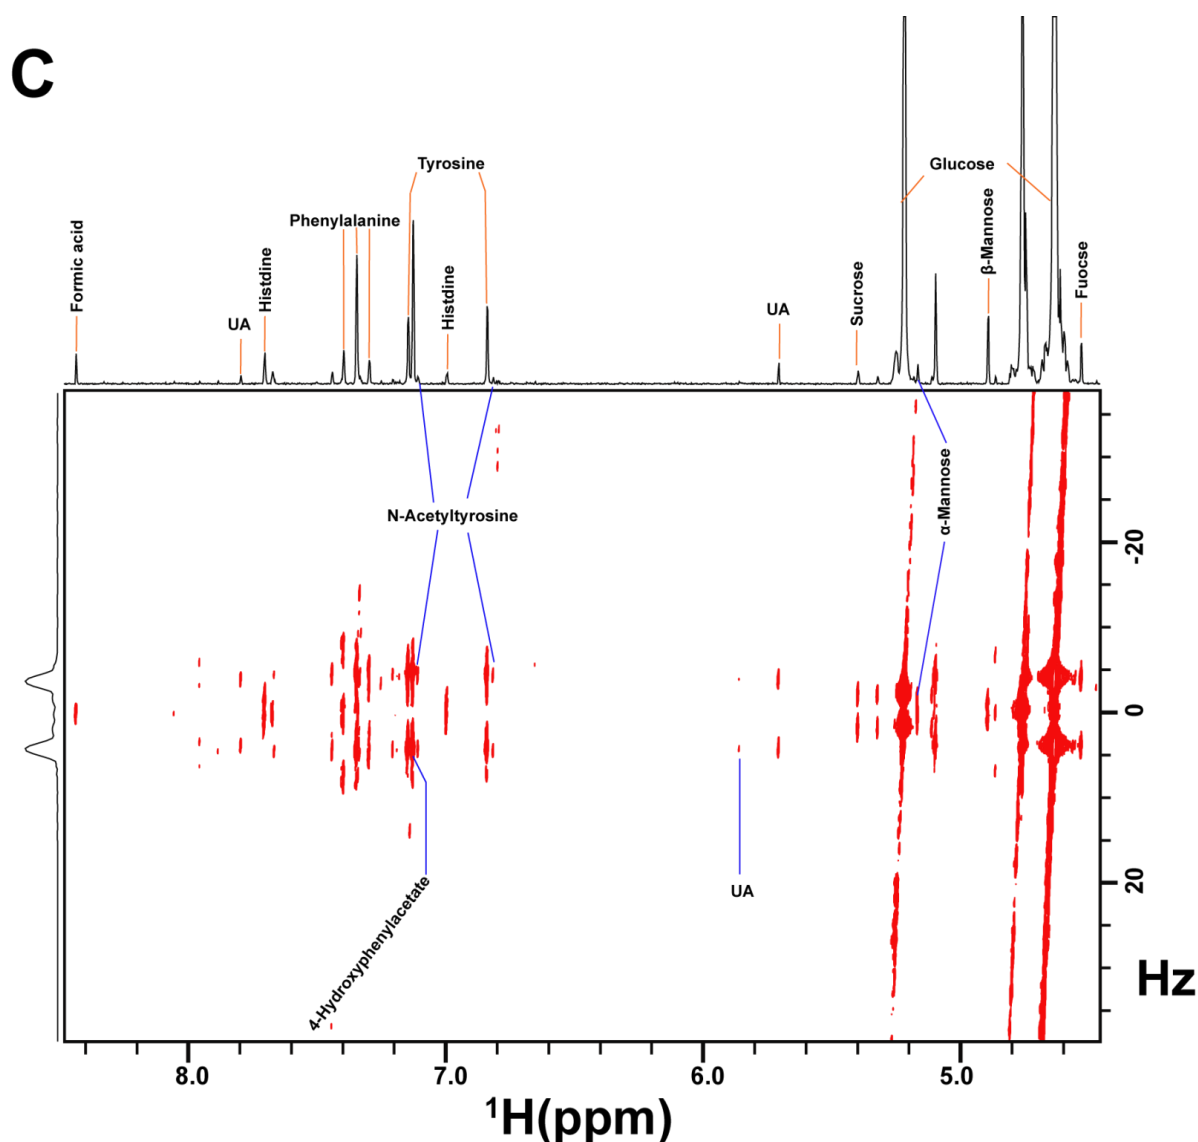 C
Formic acid
UA
Histdine
Phenylalanine
Tyrosine
Histdine
UA
Sucrose
Glucose
β-Mannose
Fuocse
N-Acetyltyrosine
α-Mannose
4-Hydroxyphenylacetate
UA
-20
0
20
Hz
8.0 7.0 6.0 5.0
¹H(ppm)